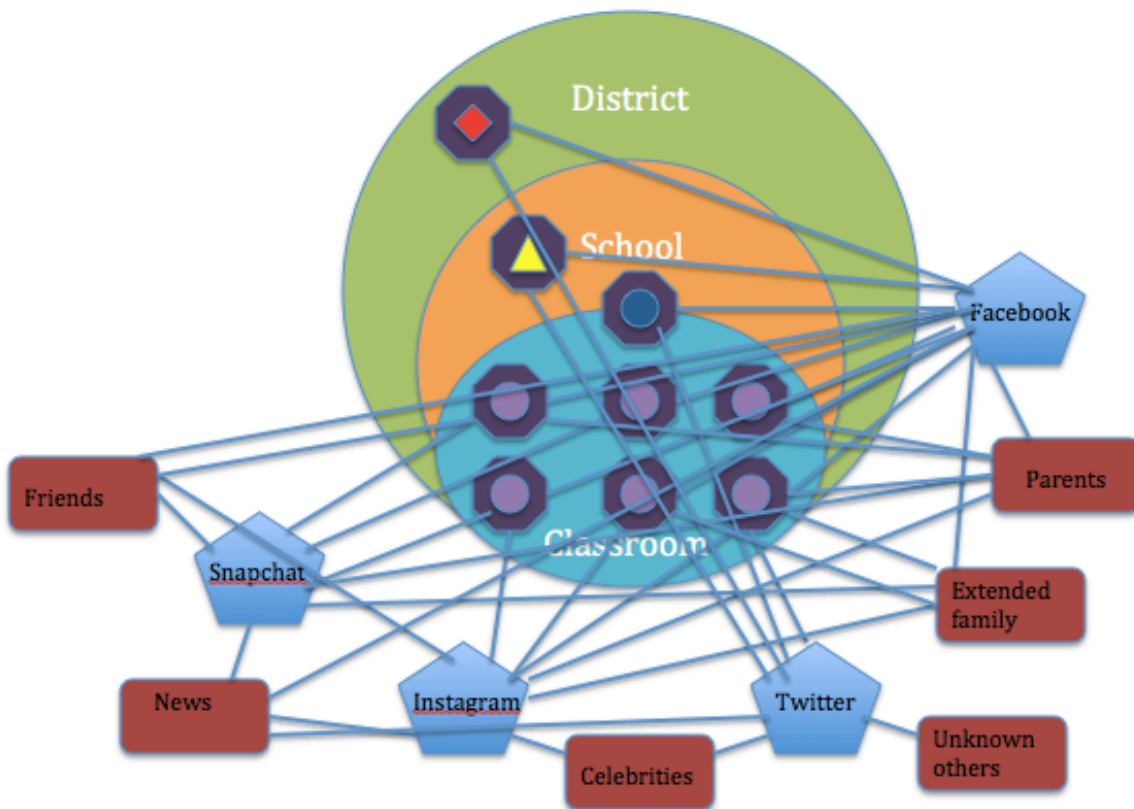 District
School
Facebook
Classroom
Friends
Parents
Snapchat
Extended
family
News
Instagram
Twitter
Unknown
others
Celebrities